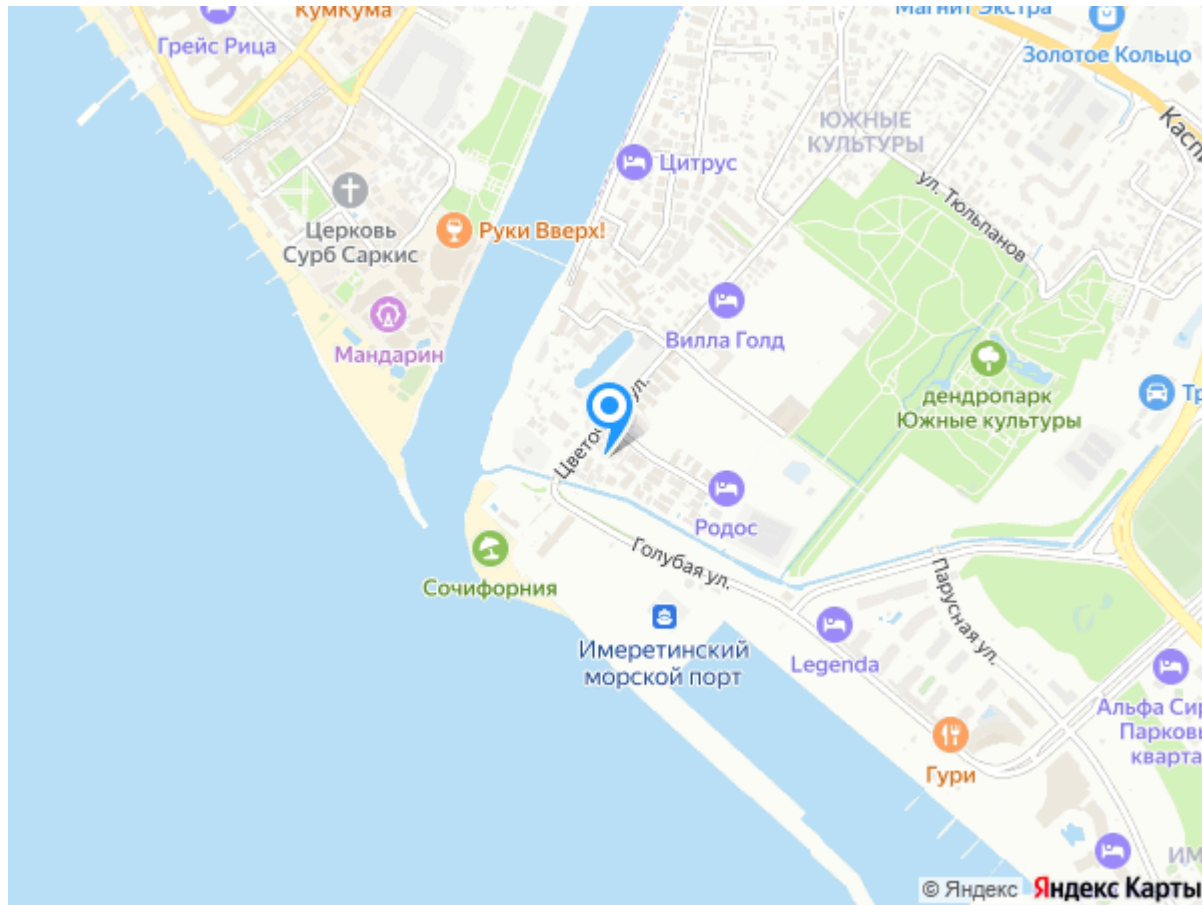 КумКума
Грейс Рица
Магнит Экстра
Золотое Кольцо
Касп
ЮЖНЫЕ
КУЛЬТУРЫ
Цитрус
ул. Тюльпанов
Церковь
Сурб Саркис
Руки Вверх!
Мандарин
Вилла Голд
дендропарк
Южные культуры
Тр
Цвето
ул.
Родос
Сочифорния
Голубая ул.
Парусная ул.
Имеретинский
морской порт
Legenda
Альфа Сир
Парковы
кварта
Гури
ИМ
© Яндекс
Яндекс Карты